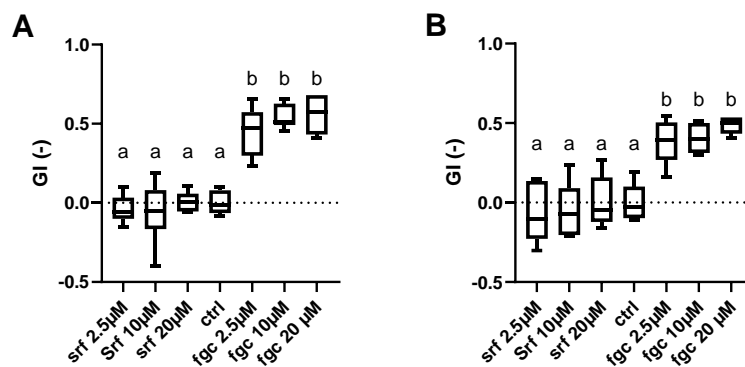 A
1.0
b b b
0.5
a a a a
0.0
-0.5
GI (-)
srf 2.5µM
Srf 10µM
srf 20µM
ctrl
fgc 2.5µM
fgc 10µM
fgc 20 µM
B
1.0
b b b
0.5
a a a a
0.0
-0.5
GI (-)
srf 2.5µM
Srf 10µM
srf 20µM
ctrl
fgc 2.5µM
fgc 10µM
fgc 20 µM